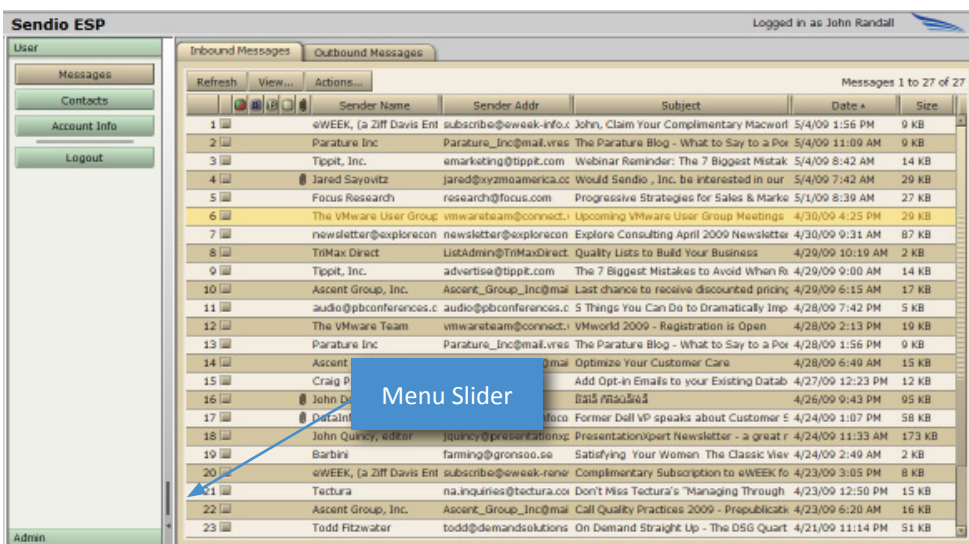 Sendio ESP
Logged in as John Randall
User
Messages
Contacts
Account Info
Logout
Admin
Inbound Messages Outbound Messages
Refresh View... Actions... Messages 1 to 27 of 27
Sender Name Sender Addr Subject Date Size
1 eWEEK, (a Ziff Davis Ent subscribe@eweek-info.c John, Claim Your Complimentary Macworl 5/4/09 1:56 PM 9 KB
2 Parature Inc Parature_Inc@mail.vres The Parature Blog - What to Say to a Por 5/4/09 11:09 AM 9 KB
3 Tippit, Inc. emarketing@tippit.com Webinar Reminder: The 7 Biggest Mistak 5/4/09 8:42 AM 14 KB
4 Jared Sayovitz jared@xyzmoamerica.cc Would Sendio , Inc. be interested in our 5/4/09 7:42 AM 29 KB
5 Focus Research research@focus.com Progressive Strategies for Sales & Marke 5/1/09 8:39 AM 27 KB
6 The VMware User Group vmwareteam@connect. Upcoming VMware User Group Meetings 4/30/09 4:25 PM 29 KB
7 newsletter@explorecon newsletter@explorecon Explore Consulting April 2009 Newsletter 4/30/09 9:31 AM 87 KB
8 TriMax Direct ListAdmin@TriMaxDirect. Quality Lists to Build Your Business 4/29/09 10:19 AM 2 KB
9 Tippit, Inc. advertise@tippit.com The 7 Biggest Mistakes to Avoid When Ru 4/29/09 9:00 AM 14 KB
10 Ascent Group, Inc. Ascent_Group_Inc@mai Last chance to receive discounted pricing 4/29/09 6:15 AM 17 KB
11 audio@pbconferences.c audio@pbconferences.c 5 Things You Can Do to Dramatically Imp 4/28/09 7:42 PM 5 KB
12 The VMware Team vmwareteam@connect. VMworld 2009 - Registration is Open 4/28/09 2:13 PM 19 KB
13 Parature Inc Parature_Inc@mail.vres The Parature Blog - What to Say to a Por 4/28/09 1:56 PM 9 KB
14 Ascent @mai Optimize Your Customer Care 4/28/09 6:49 AM 15 KB
15 Craig P Add Opt-in Emails to your Existing Datab 4/27/09 12:23 PM 12 KB
16 John D 4/26/09 9:43 PM 95 KB
17 DataInf nfoco Former Dell VP speaks about Customer S 4/24/09 1:07 PM 58 KB
18 John Quincy, editor jquincy@presentationxp PresentationXpert Newsletter - a great r 4/24/09 11:33 AM 173 KB
19 Barbini farming@gronsoo.se Satisfying Your Women The Classic View 4/24/09 2:49 AM 2 KB
20 eWEEK, (a Ziff Davis Ent subscribe@eweek-renew Complimentary Subscription to eWEEK fo 4/23/09 3:05 PM 8 KB
21 Tectura na.inquiries@tectura.co Don't Miss Tectura's "Managing Through 4/23/09 12:50 PM 15 KB
22 Ascent Group, Inc. Ascent_Group_Inc@mai Call Quality Practices 2009 - Prepublicatic 4/23/09 6:20 AM 16 KB
23 Todd Fitzwater todd@demandsolutions On Demand Straight Up - The DSG Quart 4/21/09 11:14 PM 51 KB
Menu Slider